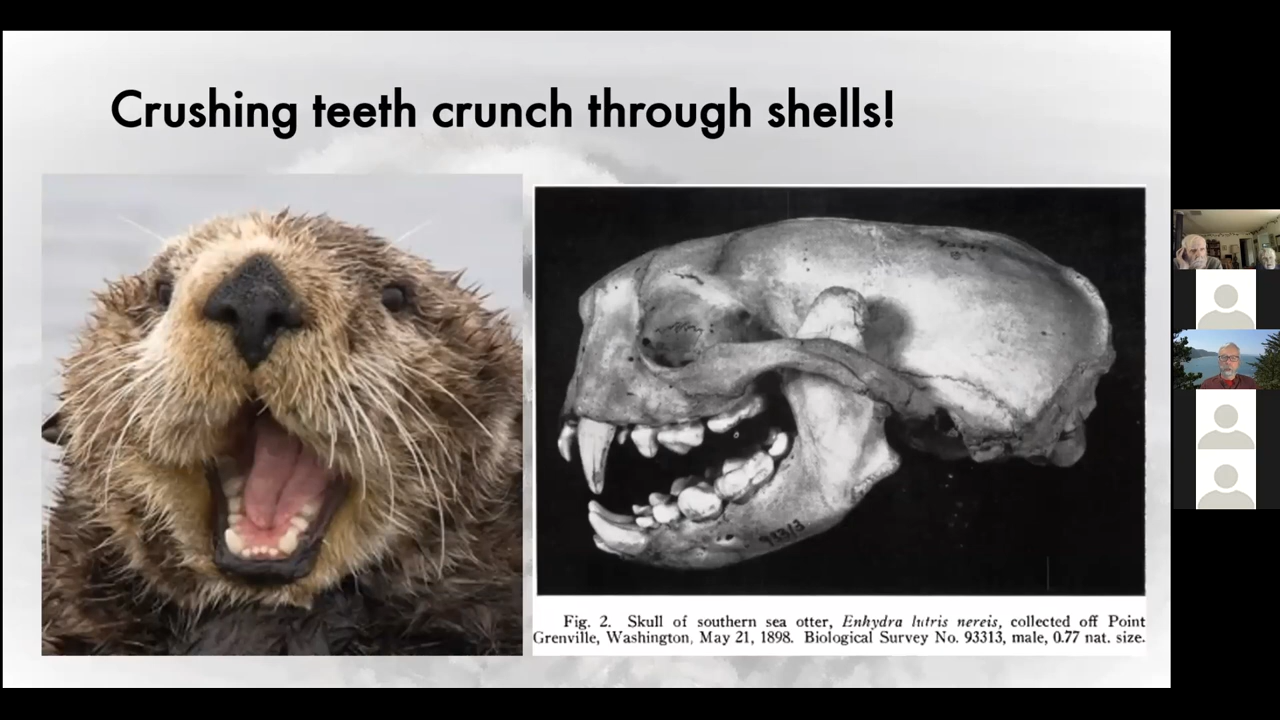 Crushing teeth crunch through shells!
93313
Fig. 2. Skull of southern sea otter, Enhydra lutris nereis, collected off Point
Grenville, Washington, May 21, 1898. Biological Survey No. 93313, male, 0.77 nat. size.